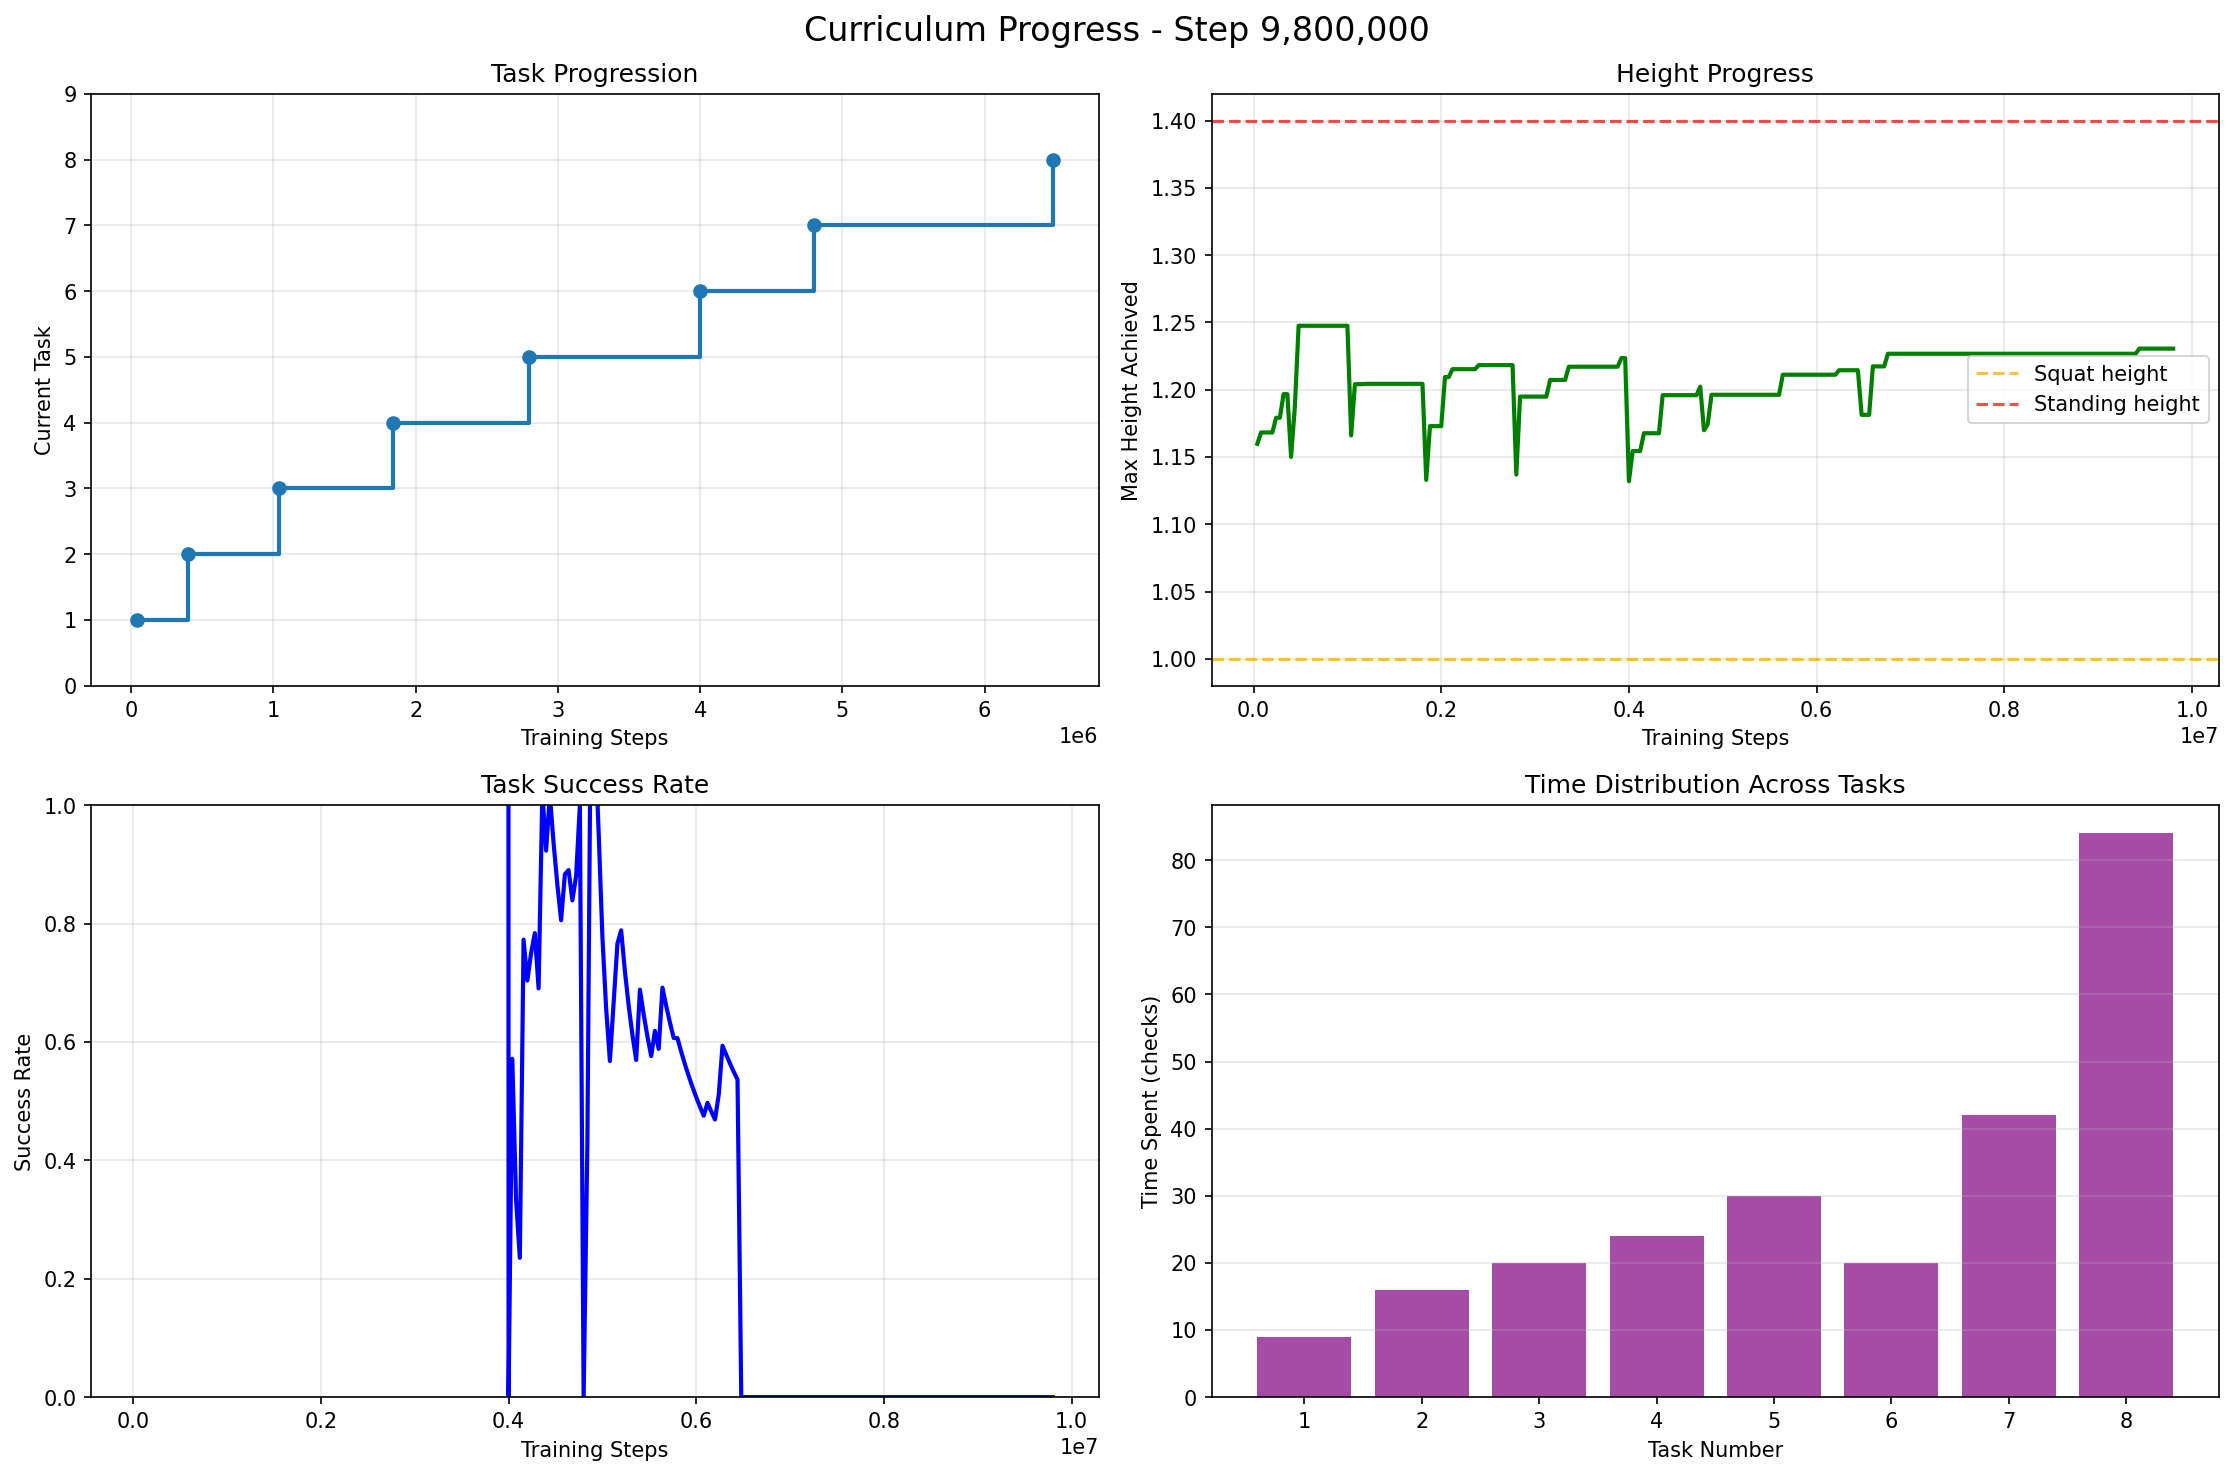 Curriculum Progress - Step 9,800,000
Task Progression
Current Task
9
8
7
6
5
4
3
2
1
0
0 1 2 3 4 5 6
1e6
Training Steps
Height Progress
Max Height Achieved
1.40
1.35
1.30
1.25
1.20
1.15
1.10
1.05
1.00
Squat height
Standing height
0.0 0.2 0.4 0.6 0.8 1.0
1e7
Training Steps
Task Success Rate
Success Rate
1.0
0.8
0.6
0.4
0.2
0.0
0.0 0.2 0.4 0.6 0.8 1.0
1e7
Training Steps
Time Distribution Across Tasks
Time Spent (checks)
80
70
60
50
40
30
20
10
0
1 2 3 4 5 6 7 8
Task Number